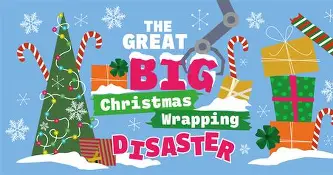 THE
GREAT
BIG
Christmas
Wrapping
DISASTER